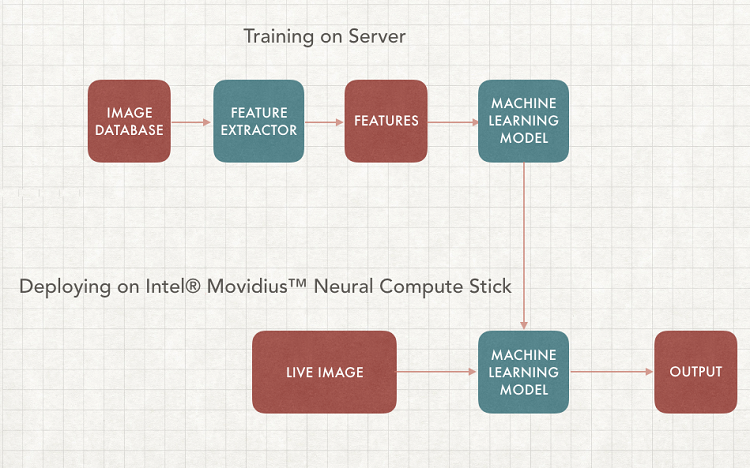 Training on Server
IMAGE
DATABASE
FEATURE
EXTRACTOR
FEATURES
MACHINE
LEARNING
MODEL
Deploying on Intel® Movidius™ Neural Compute Stick
LIVE IMAGE
MACHINE
LEARNING
MODEL
OUTPUT